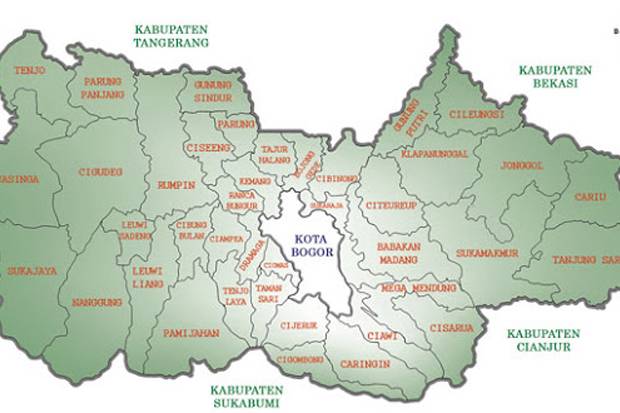 KABUPATEN
TANGERANG
TENJO
PARUNG
PANJANG
GUNUNG
SINDUR
KABUPATEN
BEKASI
GUNUNG
PUTRI
CILEUNGSI
PARUNG
CISEENG
TAJUR
HALANG
BOJONG
GEDE
CIBINONG
KLAPANUNGGAL
JONGGOL
CIGUDEG
RUMPIN
KEMANG
RANCA
BUNGUR
SUKARAJA
CITEUREUP
CARIU
LEUWI
SADENG
CIBUNG
BULAN
CIAMPEA
DRAMAGA
CIOMAS
KOTA
BOGOR
BABAKAN
MADANG
SUKAMAKMUR
TANJUNG SAR
SUKAJAYA
NANGGUNG
LEUWI
LIANG
TENJO
LAYA
TAMAN
SARI
MEGA MENDUNG
PAMIJAHAN
CIJERUK
CIAWI
CISARUA
CIGOMBONG
CARINGIN
KABUPATEN
CIANJUR
KABUPATEN
SUKABUMI